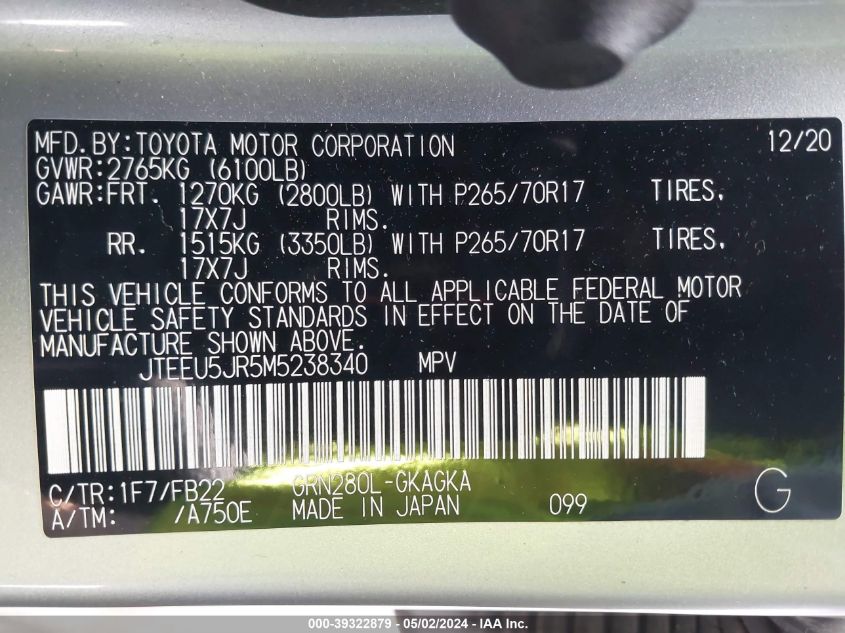 MFD.BY:TOYOTA MOTOR CORPORATION 12/20
GVWR:2765KG (6100LB)
GAWR:FRT. 1270KG (2800LB) WITH P265/70R17 TIRES,
17X7J RIMS.
RR. 1515KG (3350LB) WITH P265/70R17 TIRES,
17X7J RIMS.
THIS VEHICLE CONFORMS TO ALL APPLICABLE FEDERAL MOTOR
VEHICLE SAFETY STANDARDS IN EFFECT ON THE DATE OF
MANUFACTURE SHOWN ABOVE.
JTEEU5JR5M5238340 MPV
C/TR:1F7/FB22 GRN280L-GKAGKA
A/TM: /A750E MADE IN JAPAN 099 G
000-39322879 - 05/02/2024 - IAA Inc.